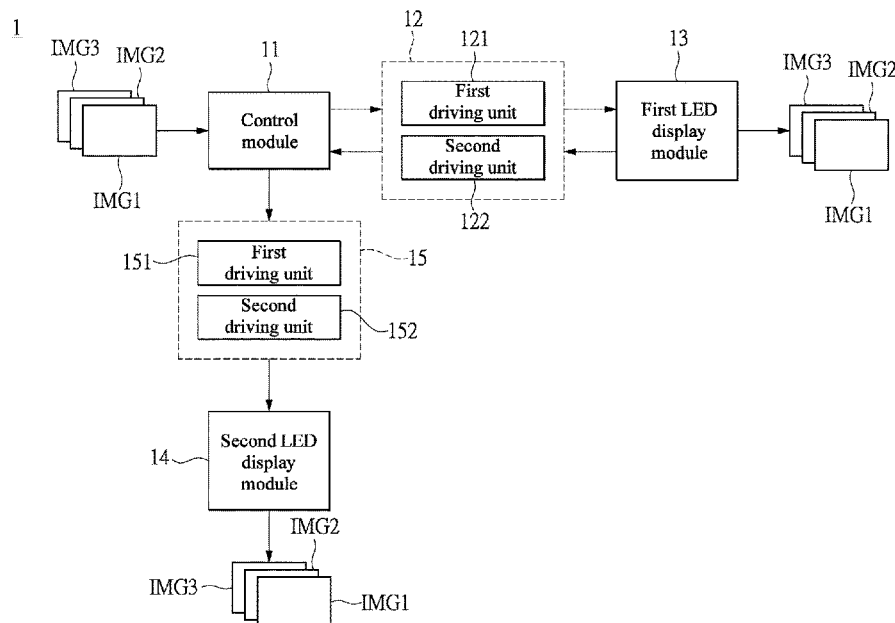 1
IMG3
IMG2
IMG1
11
Control
module
12
121
First
driving unit
Second
driving unit
122
13
First LED
display
module
IMG3
IMG2
IMG1
151
First
driving unit
15
Second
driving unit
152
14
Second LED
display
module
IMG2
IMG3
IMG1